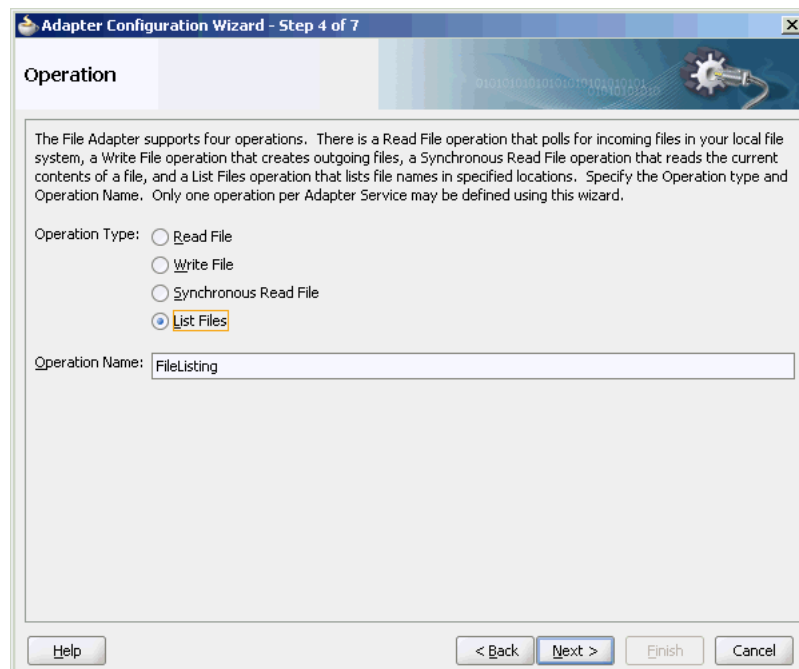 Adapter Configuration Wizard - Step 4 of 7
Operation
01010101010101010101010101
01010101010
The File Adapter supports four operations. There is a Read File operation that polls for incoming files in your local file
system, a Write File operation that creates outgoing files, a Synchronous Read File operation that reads the current
contents of a file, and a List Files operation that lists file names in specified locations. Specify the Operation type and
Operation Name. Only one operation per Adapter Service may be defined using this wizard.
Operation Type: Read File
Write File
Synchronous Read File
List Files
Operation Name: FileListing
Help < Back Next > Finish Cancel